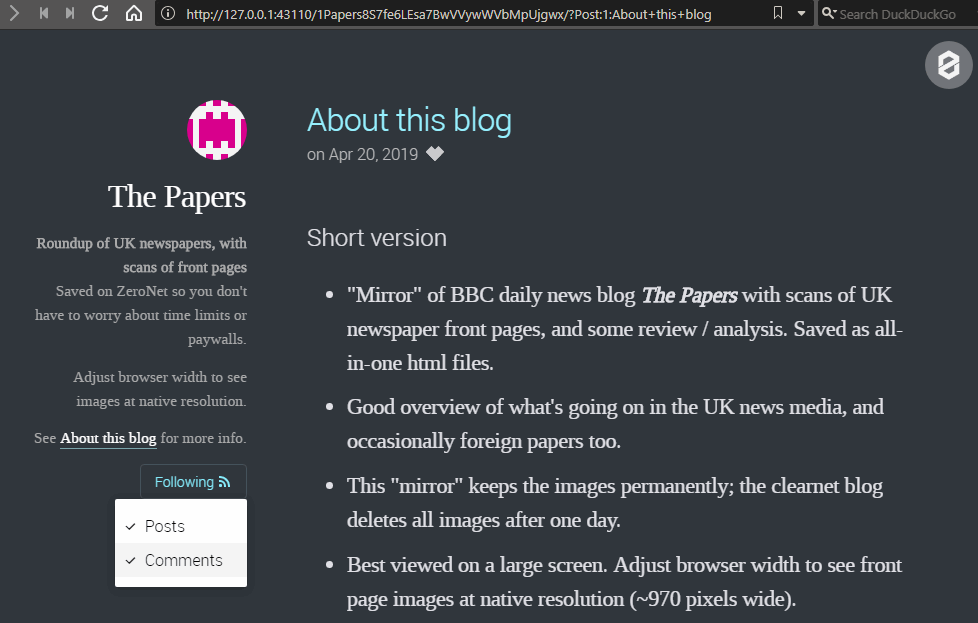 http://127.0.0.1:43110/1Papers8S7fe6LEsa7BwVVywWVbMpUjgwx/?Post:1:About+this+blog
Search DuckDuckGo
The Papers
Roundup of UK newspapers, with
scans of front pages
Saved on ZeroNet so you don't
have to worry about time limits or
paywalls.
Adjust browser width to see
images at native resolution.
See About this blog for more info.
Following
Posts
Comments
About this blog
on Apr 20, 2019
Short version
• "Mirror" of BBC daily news blog The Papers with scans of UK
newspaper front pages, and some review / analysis. Saved as all-
in-one html files.
• Good overview of what's going on in the UK news media, and
occasionally foreign papers too.
• This "mirror" keeps the images permanently; the clearnet blog
deletes all images after one day.
• Best viewed on a large screen. Adjust browser width to see front
page images at native resolution (~970 pixels wide).